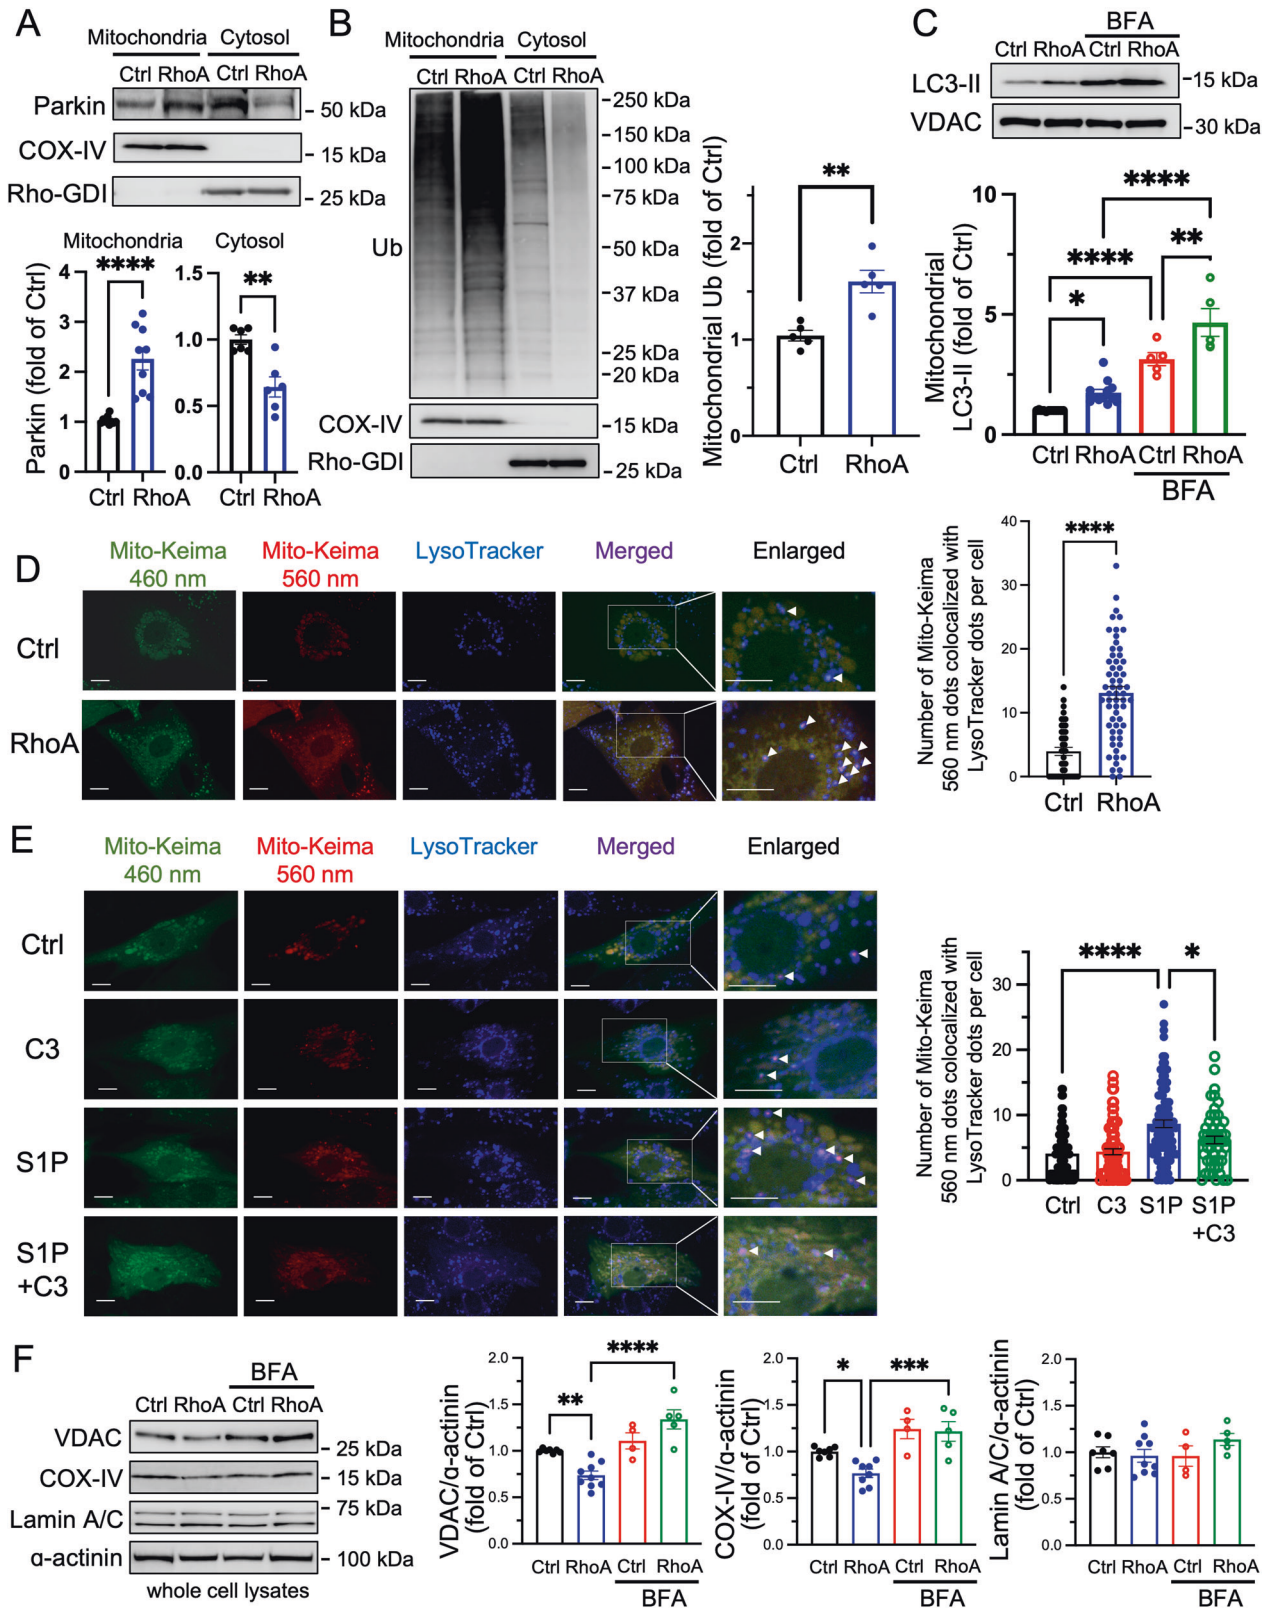 A
Mitochondria Cytosol
Ctrl RhoA Ctrl RhoA
Parkin
- 50 kDa
COX-IV
- 15 kDa
Rho-GDI
- 25 kDa
Mitochondria Cytosol
**** **
Parkin (fold of Ctrl)
4
3
2
1
0
1.5
1.0
0.5
0.0
Ctrl RhoA Ctrl RhoA
B
Mitochondria Cytosol
Ctrl RhoA Ctrl RhoA
Ub
-250 kDa
-150 kDa
-100 kDa
-75 kDa
-50 kDa
-37 kDa
-25 kDa
-20 kDa
COX-IV
-15 kDa
Rho-GDI
-25 kDa
**
Mitochondrial Ub (fold of Ctrl)
2
1
0
Ctrl RhoA
C
BFA
Ctrl RhoA Ctrl RhoA
LC3-II
-15 kDa
VDAC
-30 kDa
****
**
****
*
Mitochondrial
LC3-II (fold of Ctrl)
10
5
0
Ctrl RhoA Ctrl RhoA
BFA
D
Mito-Keima
460 nm
Mito-Keima
560 nm
LysoTracker
Merged
Enlarged
Ctrl
RhoA
****
Number of Mito-Keima
560 nm dots colocalized with
LysoTracker dots per cell
40
30
20
10
0
Ctrl RhoA
E
Mito-Keima
460 nm
Mito-Keima
560 nm
LysoTracker
Merged
Enlarged
Ctrl
C3
S1P
S1P
+C3
**** *
Number of Mito-Keima
560 nm dots colocalized with
LysoTracker dots per cell
30
20
10
0
Ctrl C3 S1P S1P
+C3
F
BFA
Ctrl RhoA Ctrl RhoA
VDAC
- 25 kDa
COX-IV
- 15 kDa
- 75 kDa
Lamin A/C
α-actinin
- 100 kDa
whole cell lysates
****
**
VDAC/α-actinin
(fold of Ctrl)
2.0
1.5
1.0
0.5
0.0
Ctrl RhoA Ctrl RhoA
BFA
* ***
COX-IV/α-actinin
(fold of Ctrl)
2.0
1.5
1.0
0.5
0.0
Ctrl RhoA Ctrl RhoA
BFA
Lamin A/C/α-actinin
(fold of Ctrl)
2.0
1.5
1.0
0.5
0.0
Ctrl RhoA Ctrl RhoA
BFA